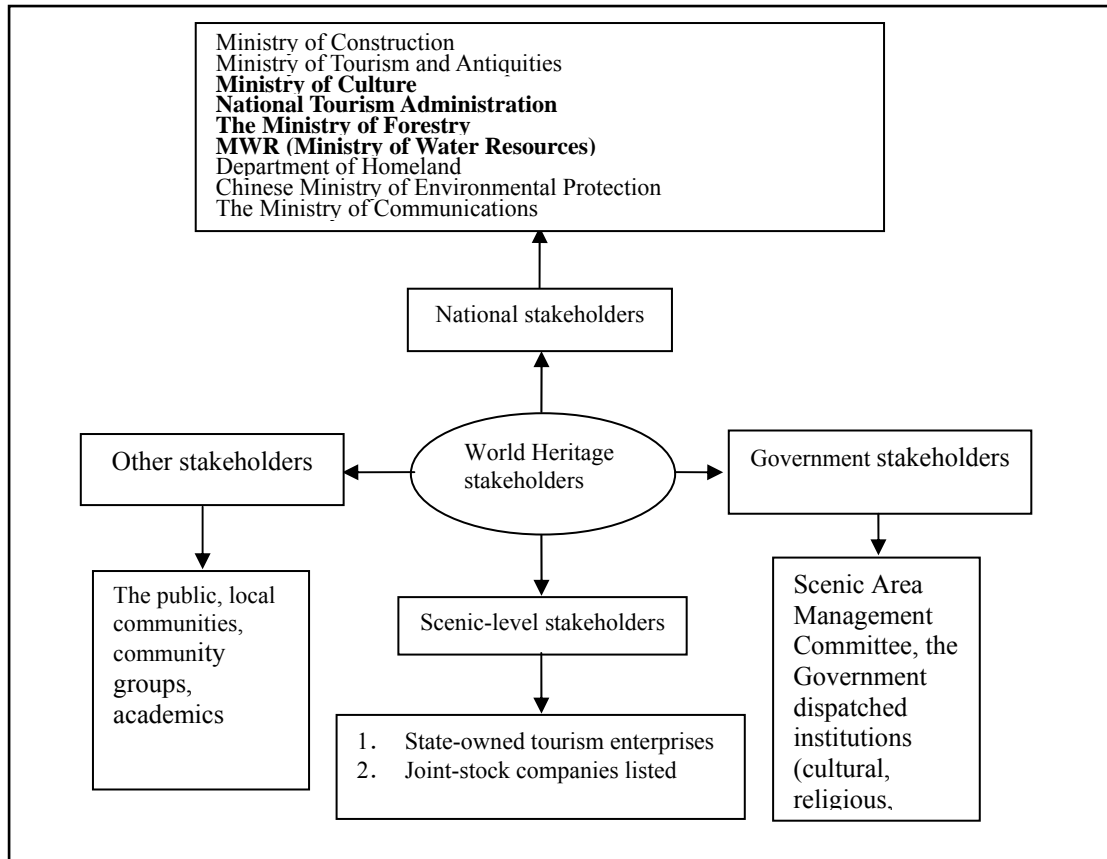 Ministry of Construction
Ministry of Tourism and Antiquities
Ministry of Culture
National Tourism Administration
The Ministry of Forestry
MWR (Ministry of Water Resources)
Department of Homeland
Chinese Ministry of Environmental Protection
The Ministry of Communications
National stakeholders
World Heritage
stakeholders
Other stakeholders
Government stakeholders
The public, local
communities,
community
groups,
academics
Scenic-level stakeholders
1. State-owned tourism enterprises
2. Joint-stock companies listed
Scenic Area
Management
Committee, the
Government
dispatched
institutions
(cultural,
religious,